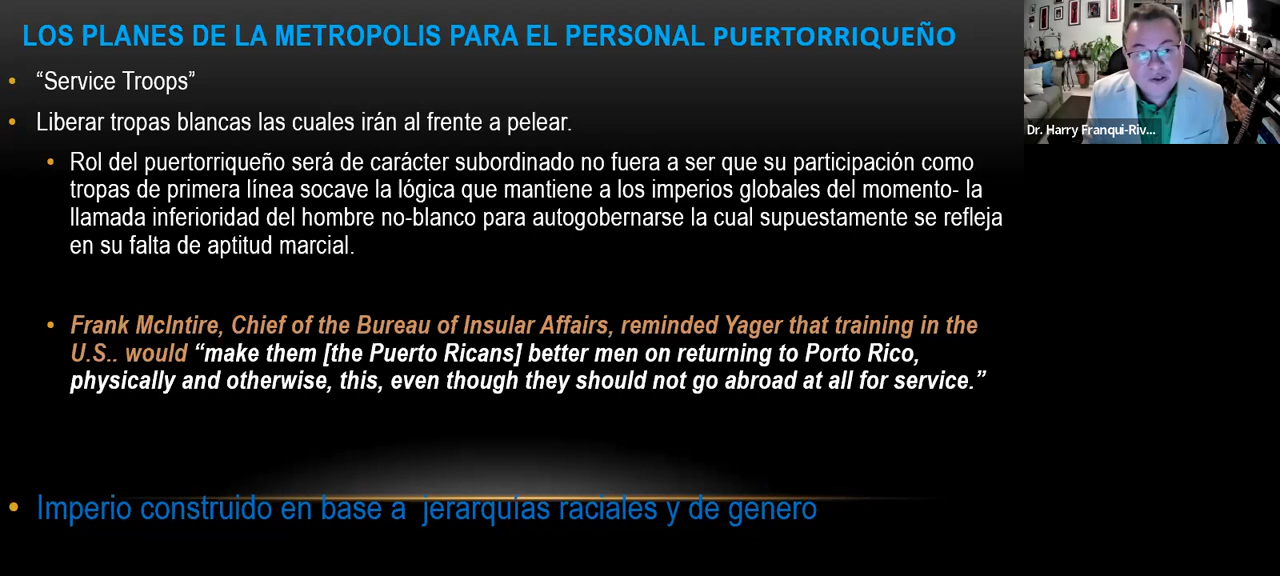 LOS PLANES DE LA METROPOLIS PARA EL PERSONAL PUERTORRIQUEÑO
• “Service Troops”
• Liberar tropas blancas las cuales irán al frente a pelear.
• Rol del puertorriqueño será de carácter subordinado no fuera a ser que su participación como
tropas de primera línea socave la lógica que mantiene a los imperios globales del momento- la
llamada inferioridad del hombre no-blanco para autogobernarse la cual supuestamente se refleja
en su falta de aptitud marcial.
• Frank McIntire, Chief of the Bureau of Insular Affairs, reminded Yager that training in the
U.S.. would “make them [the Puerto Ricans] better men on returning to Porto Rico,
physically and otherwise, this, even though they should not go abroad at all for service.”
• Imperio construido en base a  jerarquías raciales y de genero
Dr. Harry Franqui-Riv...